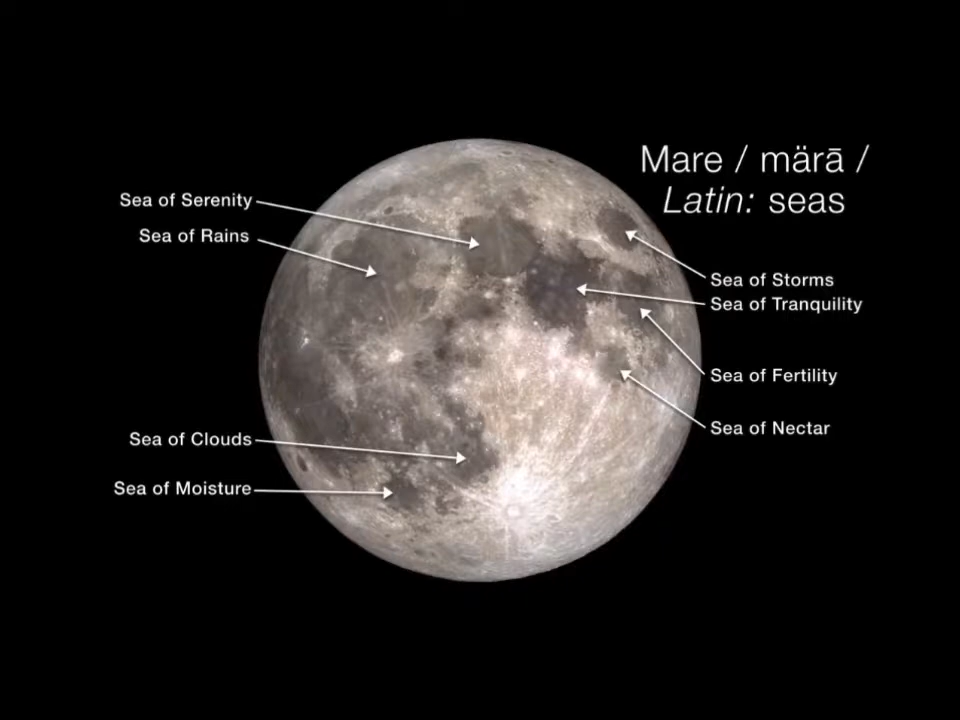 Mare / märā /
Latin: seas
Sea of Serenity
Sea of Rains
Sea of Storms
Sea of Tranquility
Sea of Fertility
Sea of Nectar
Sea of Clouds
Sea of Moisture